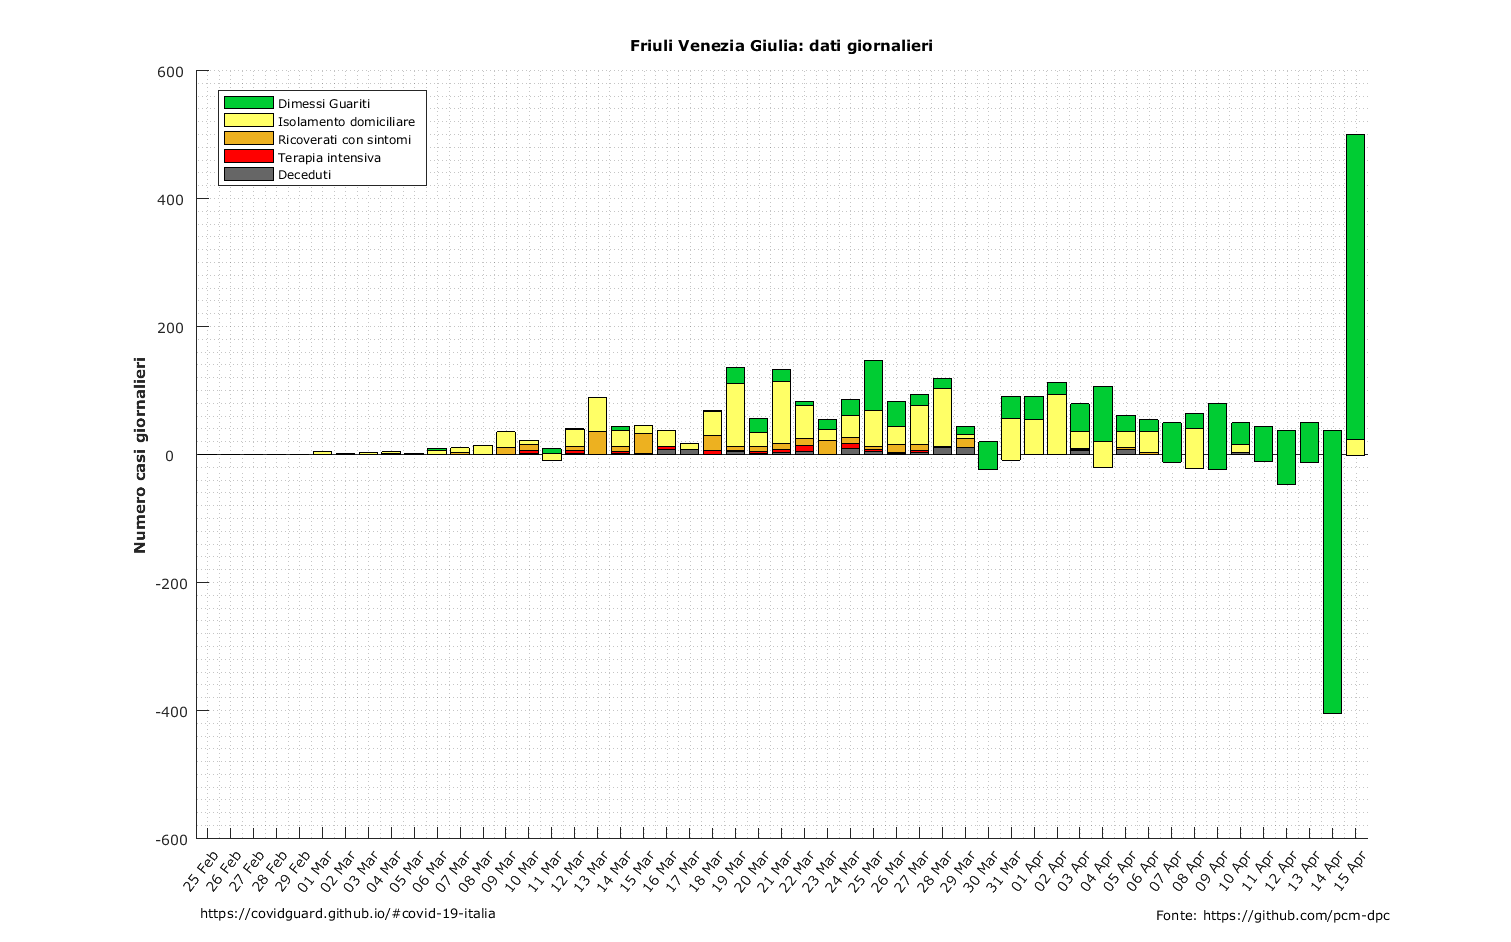 Friuli Venezia Giulia: dati giornalieri
Dimessi Guariti
Isolamento domiciliare
Ricoverati con sintomi
Terapia intensiva
Deceduti
Numero casi giornalieri
600
400
200
0
-200
-400
-600
25 Feb
26 Feb
27 Feb
28 Feb
29 Feb
01 Mar
02 Mar
03 Mar
04 Mar
05 Mar
06 Mar
07 Mar
08 Mar
09 Mar
10 Mar
11 Mar
12 Mar
13 Mar
14 Mar
15 Mar
16 Mar
17 Mar
18 Mar
19 Mar
20 Mar
21 Mar
22 Mar
23 Mar
24 Mar
25 Mar
26 Mar
27 Mar
28 Mar
29 Mar
30 Mar
31 Mar
01 Apr
02 Apr
03 Apr
04 Apr
05 Apr
06 Apr
07 Apr
08 Apr
09 Apr
10 Apr
11 Apr
12 Apr
13 Apr
14 Apr
15 Apr
https://covidguard.github.io/#covid-19-italia
Fonte: https://github.com/pcm-dpc